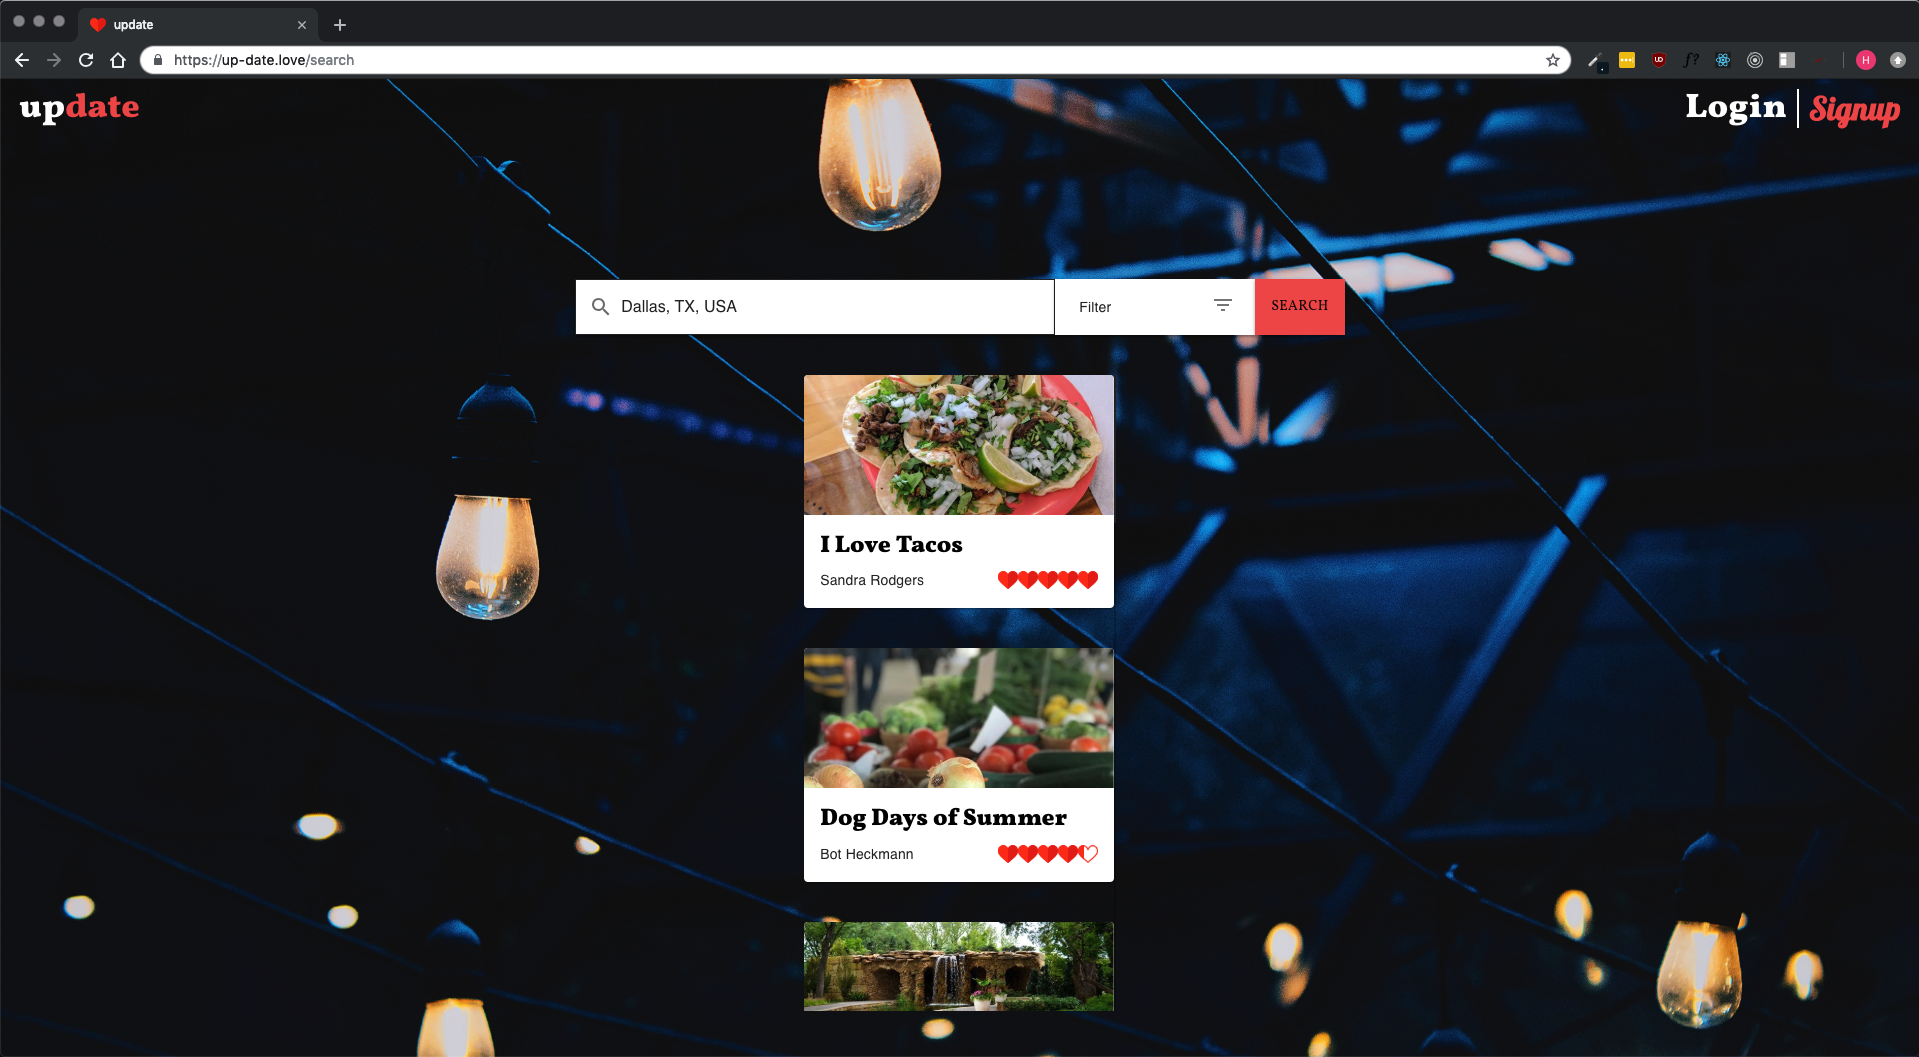 update
https://up-date.love/search
UD
f?
H
update
Login
Signup
Dallas, TX, USA
Filter
SEARCH
I Love Tacos
Sandra Rodgers
Dog Days of Summer
Bot Heckmann